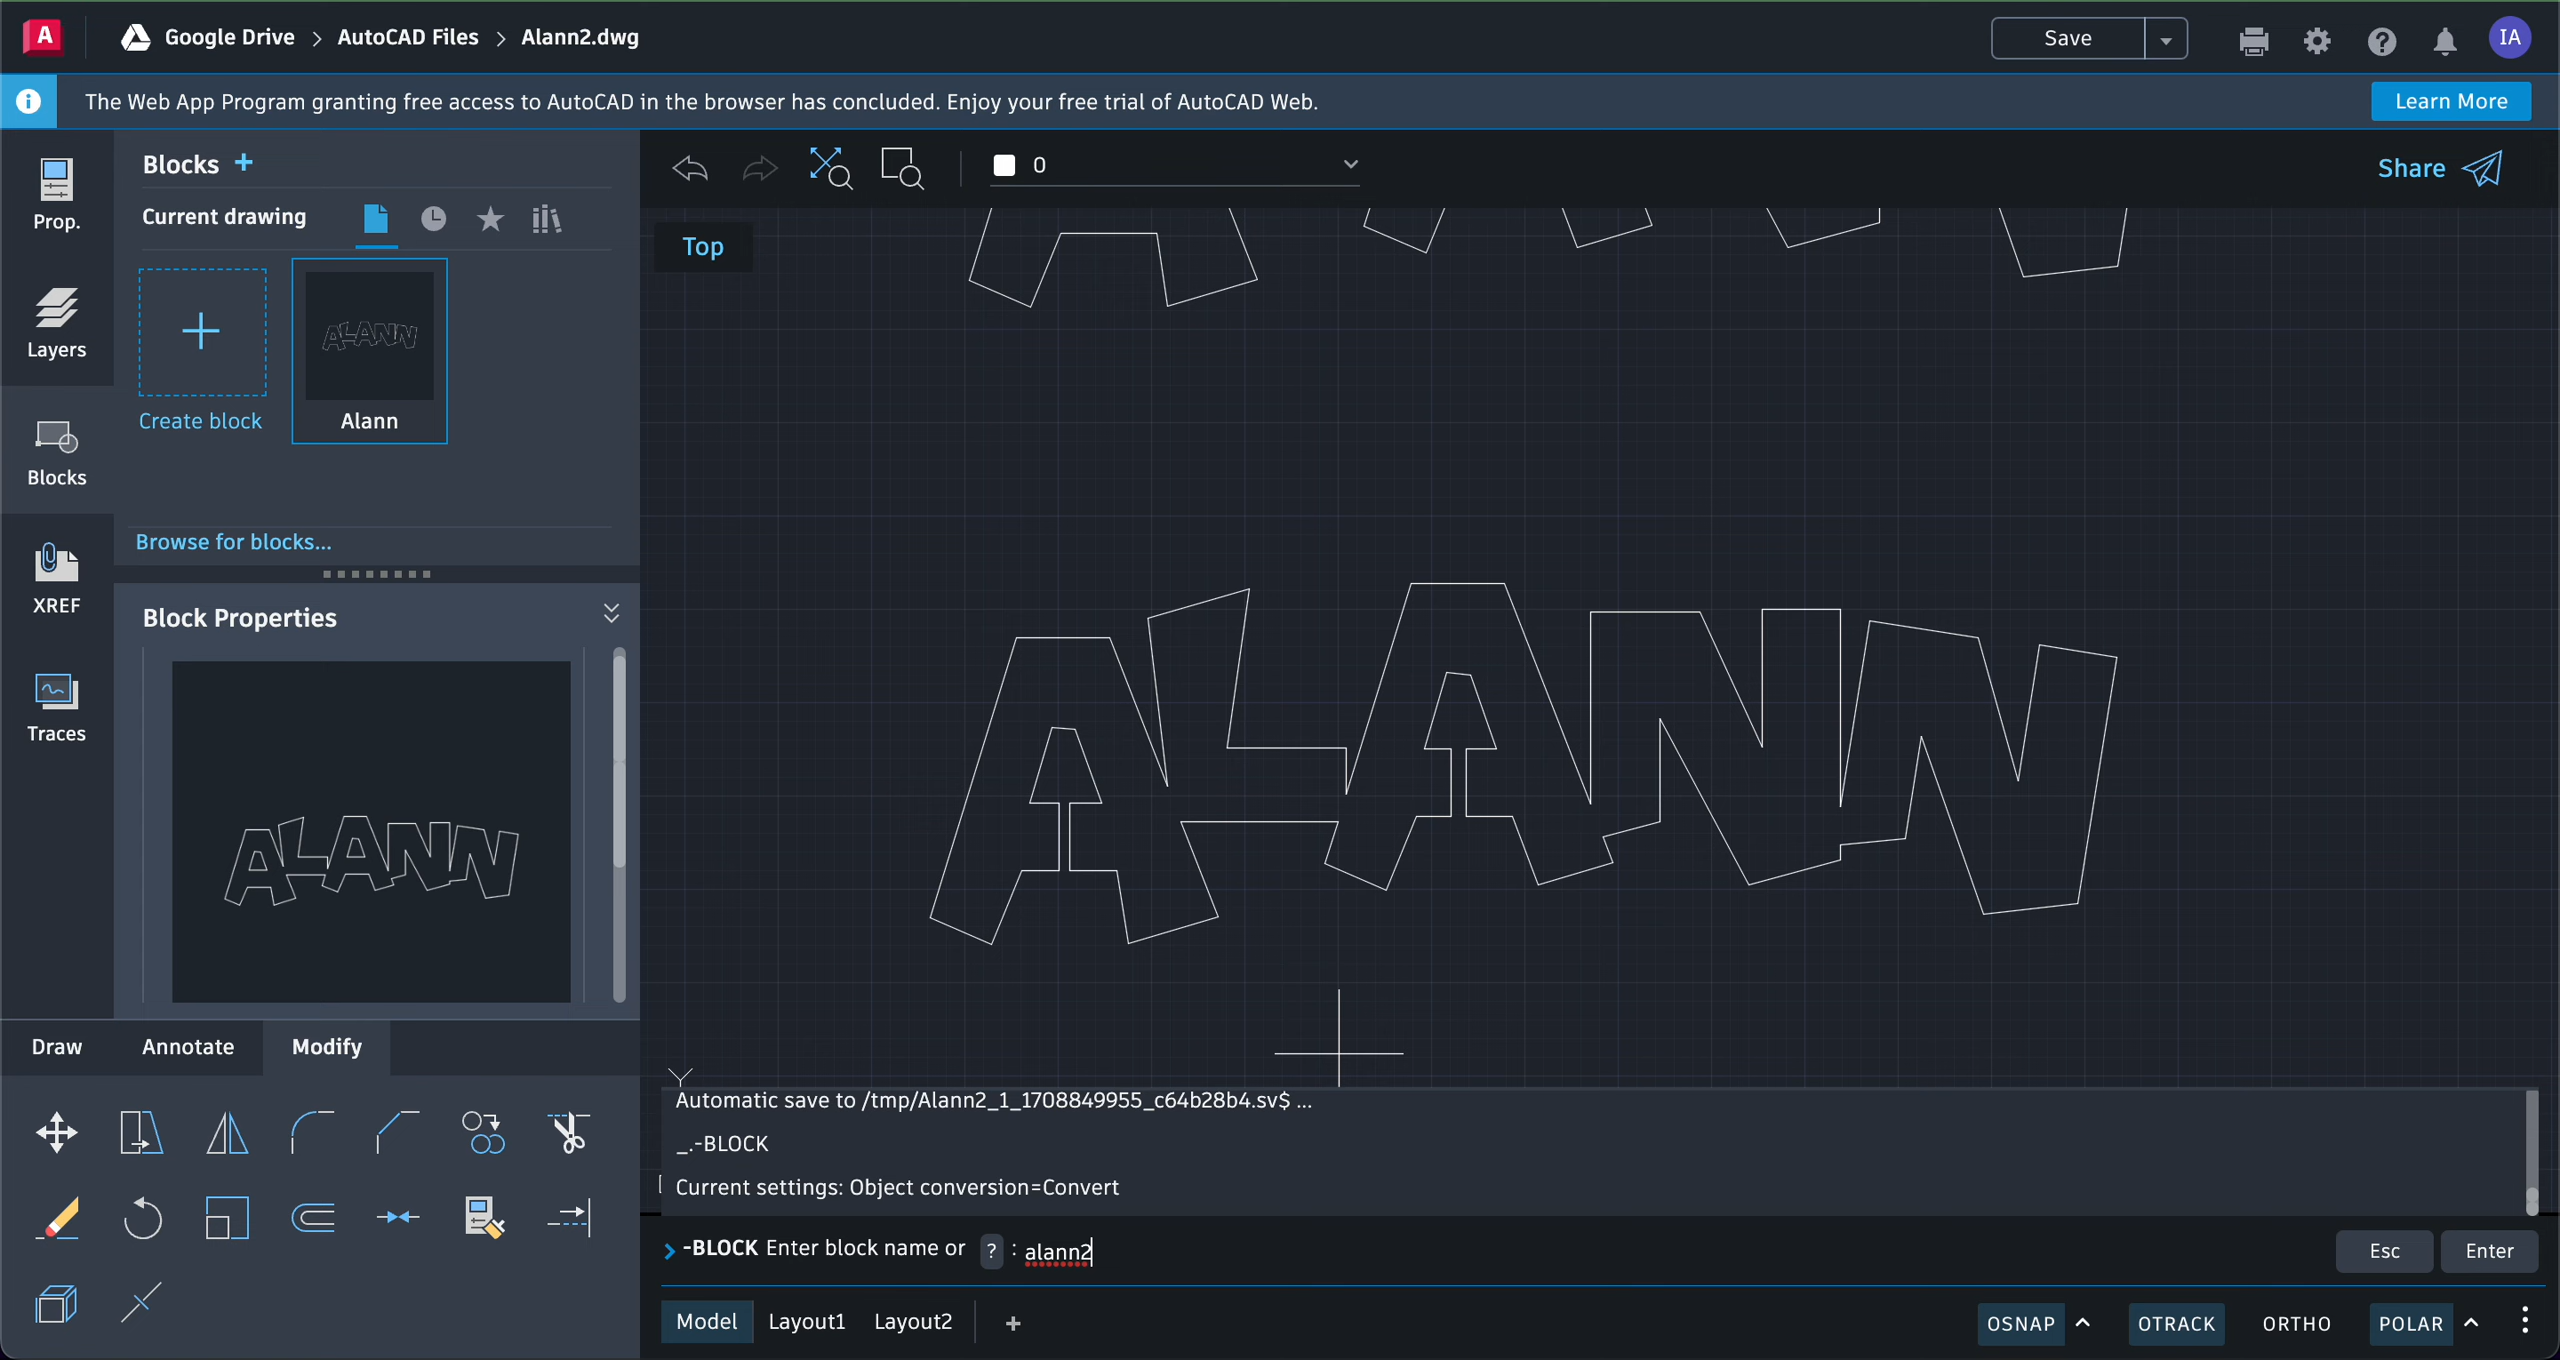 A
Google Drive > AutoCAD Files > Alann2.dwg
Save
IA
The Web App Program granting free access to AutoCAD in the browser has concluded. Enjoy your free trial of AutoCAD Web.
Learn More
Prop.
Layers
Blocks
XREF
Traces
Blocks +
Current drawing
Create block
ALANN
Alann
Browse for blocks...
Block Properties
ALANN
0
Share
Top
ALANN
Draw
Annotate
Modify
Automatic save to /tmp/Alann2_1_1708849955_c64b28b4.sv$ ...
_.-BLOCK
Current settings: Object conversion=Convert
-BLOCK Enter block name or ? : alann2
Esc
Enter
Model
Layout1
Layout2
+
OSNAP
OTRACK
ORTHO
POLAR